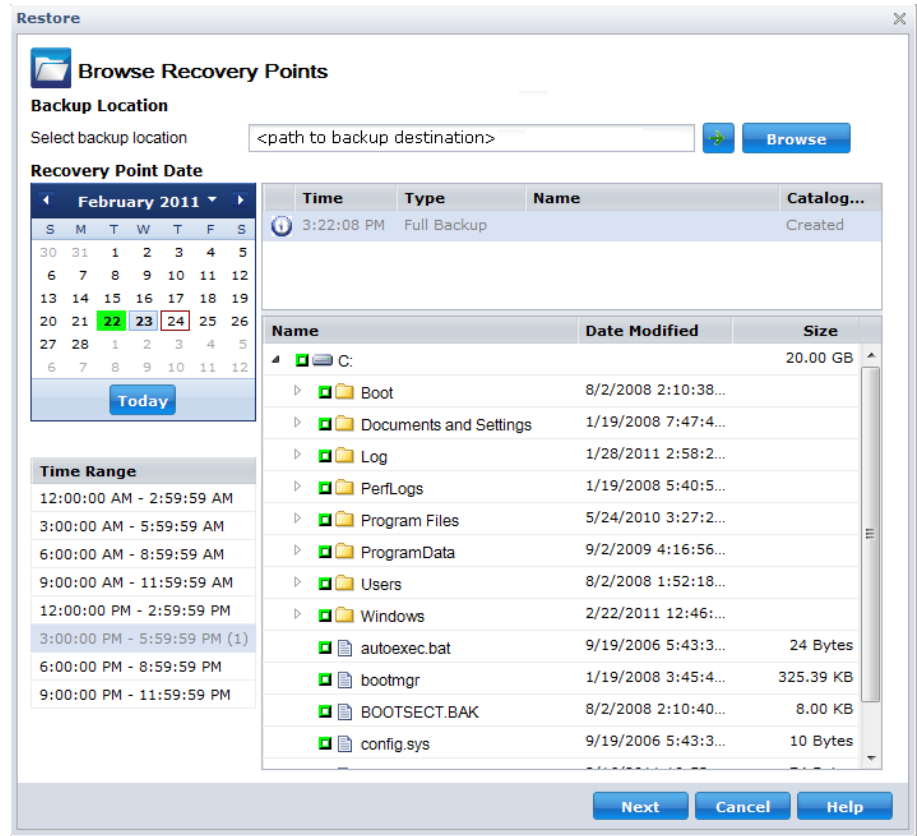 Restore
Browse Recovery Points
Backup Location
Select backup location <path to backup destination> Browse
Recovery Point Date
February 2011
S M T W T F S
30 31 1 2 3 4 5
6 7 8 9 10 11 12
13 14 15 16 17 18 19
20 21 22 23 24 25 26
27 28 1 2 3 4 5
6 7 8 9 10 11 12
Today
Time Range
12:00:00 AM - 2:59:59 AM
3:00:00 AM - 5:59:59 AM
6:00:00 AM - 8:59:59 AM
9:00:00 AM - 11:59:59 AM
12:00:00 PM - 2:59:59 PM
3:00:00 PM - 5:59:59 PM (1)
6:00:00 PM - 8:59:59 PM
9:00:00 PM - 11:59:59 PM
Time Type Name Catalog...
3:22:08 PM Full Backup Created
Name Date Modified Size
C: 20.00 GB
Boot 8/2/2008 2:10:38...
Documents and Settings 1/19/2008 7:47:4...
Log 1/28/2011 2:58:2...
PerfLogs 1/19/2008 5:40:5...
Program Files 5/24/2010 3:27:2...
ProgramData 9/2/2009 4:16:56...
Users 8/2/2008 1:52:18...
Windows 2/22/2011 12:46:...
autoexec.bat 9/19/2006 5:43:3... 24 Bytes
bootmgr 1/19/2008 3:45:4... 325.39 KB
BOOTSECT.BAK 8/2/2008 2:10:40... 8.00 KB
config.sys 9/19/2006 5:43:3... 10 Bytes
Next Cancel Help